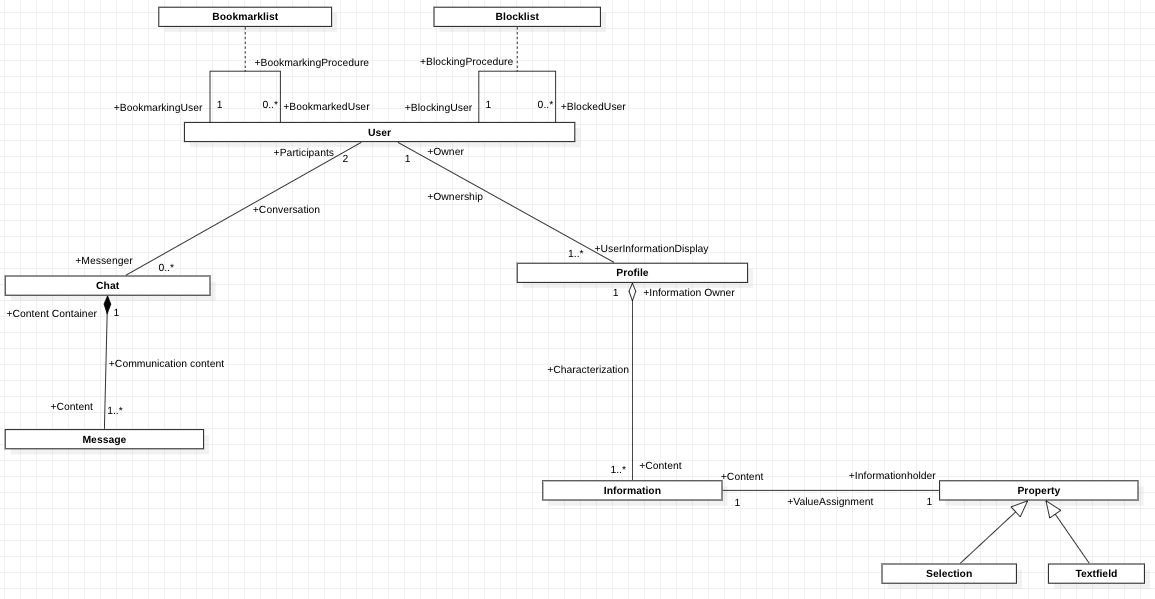 Bookmarklist
Blocklist
+BookmarkingProcedure
+BlockingProcedure
+BookmarkingUser
1
0..*
+BookmarkedUser
+BlockingUser
1
0..*
+BlockedUser
User
+Participants
2
1
+Owner
+Ownership
+Conversation
+Messenger
0..*
1..*
+UserInformationDisplay
Chat
Profile
+Content Container
1
1
+Information Owner
+Communication content
+Characterization
+Content
1..*
Message
1..*
+Content
+Content
+Informationholder
Information
Property
1
+ValueAssignment
1
Selection
Textfield